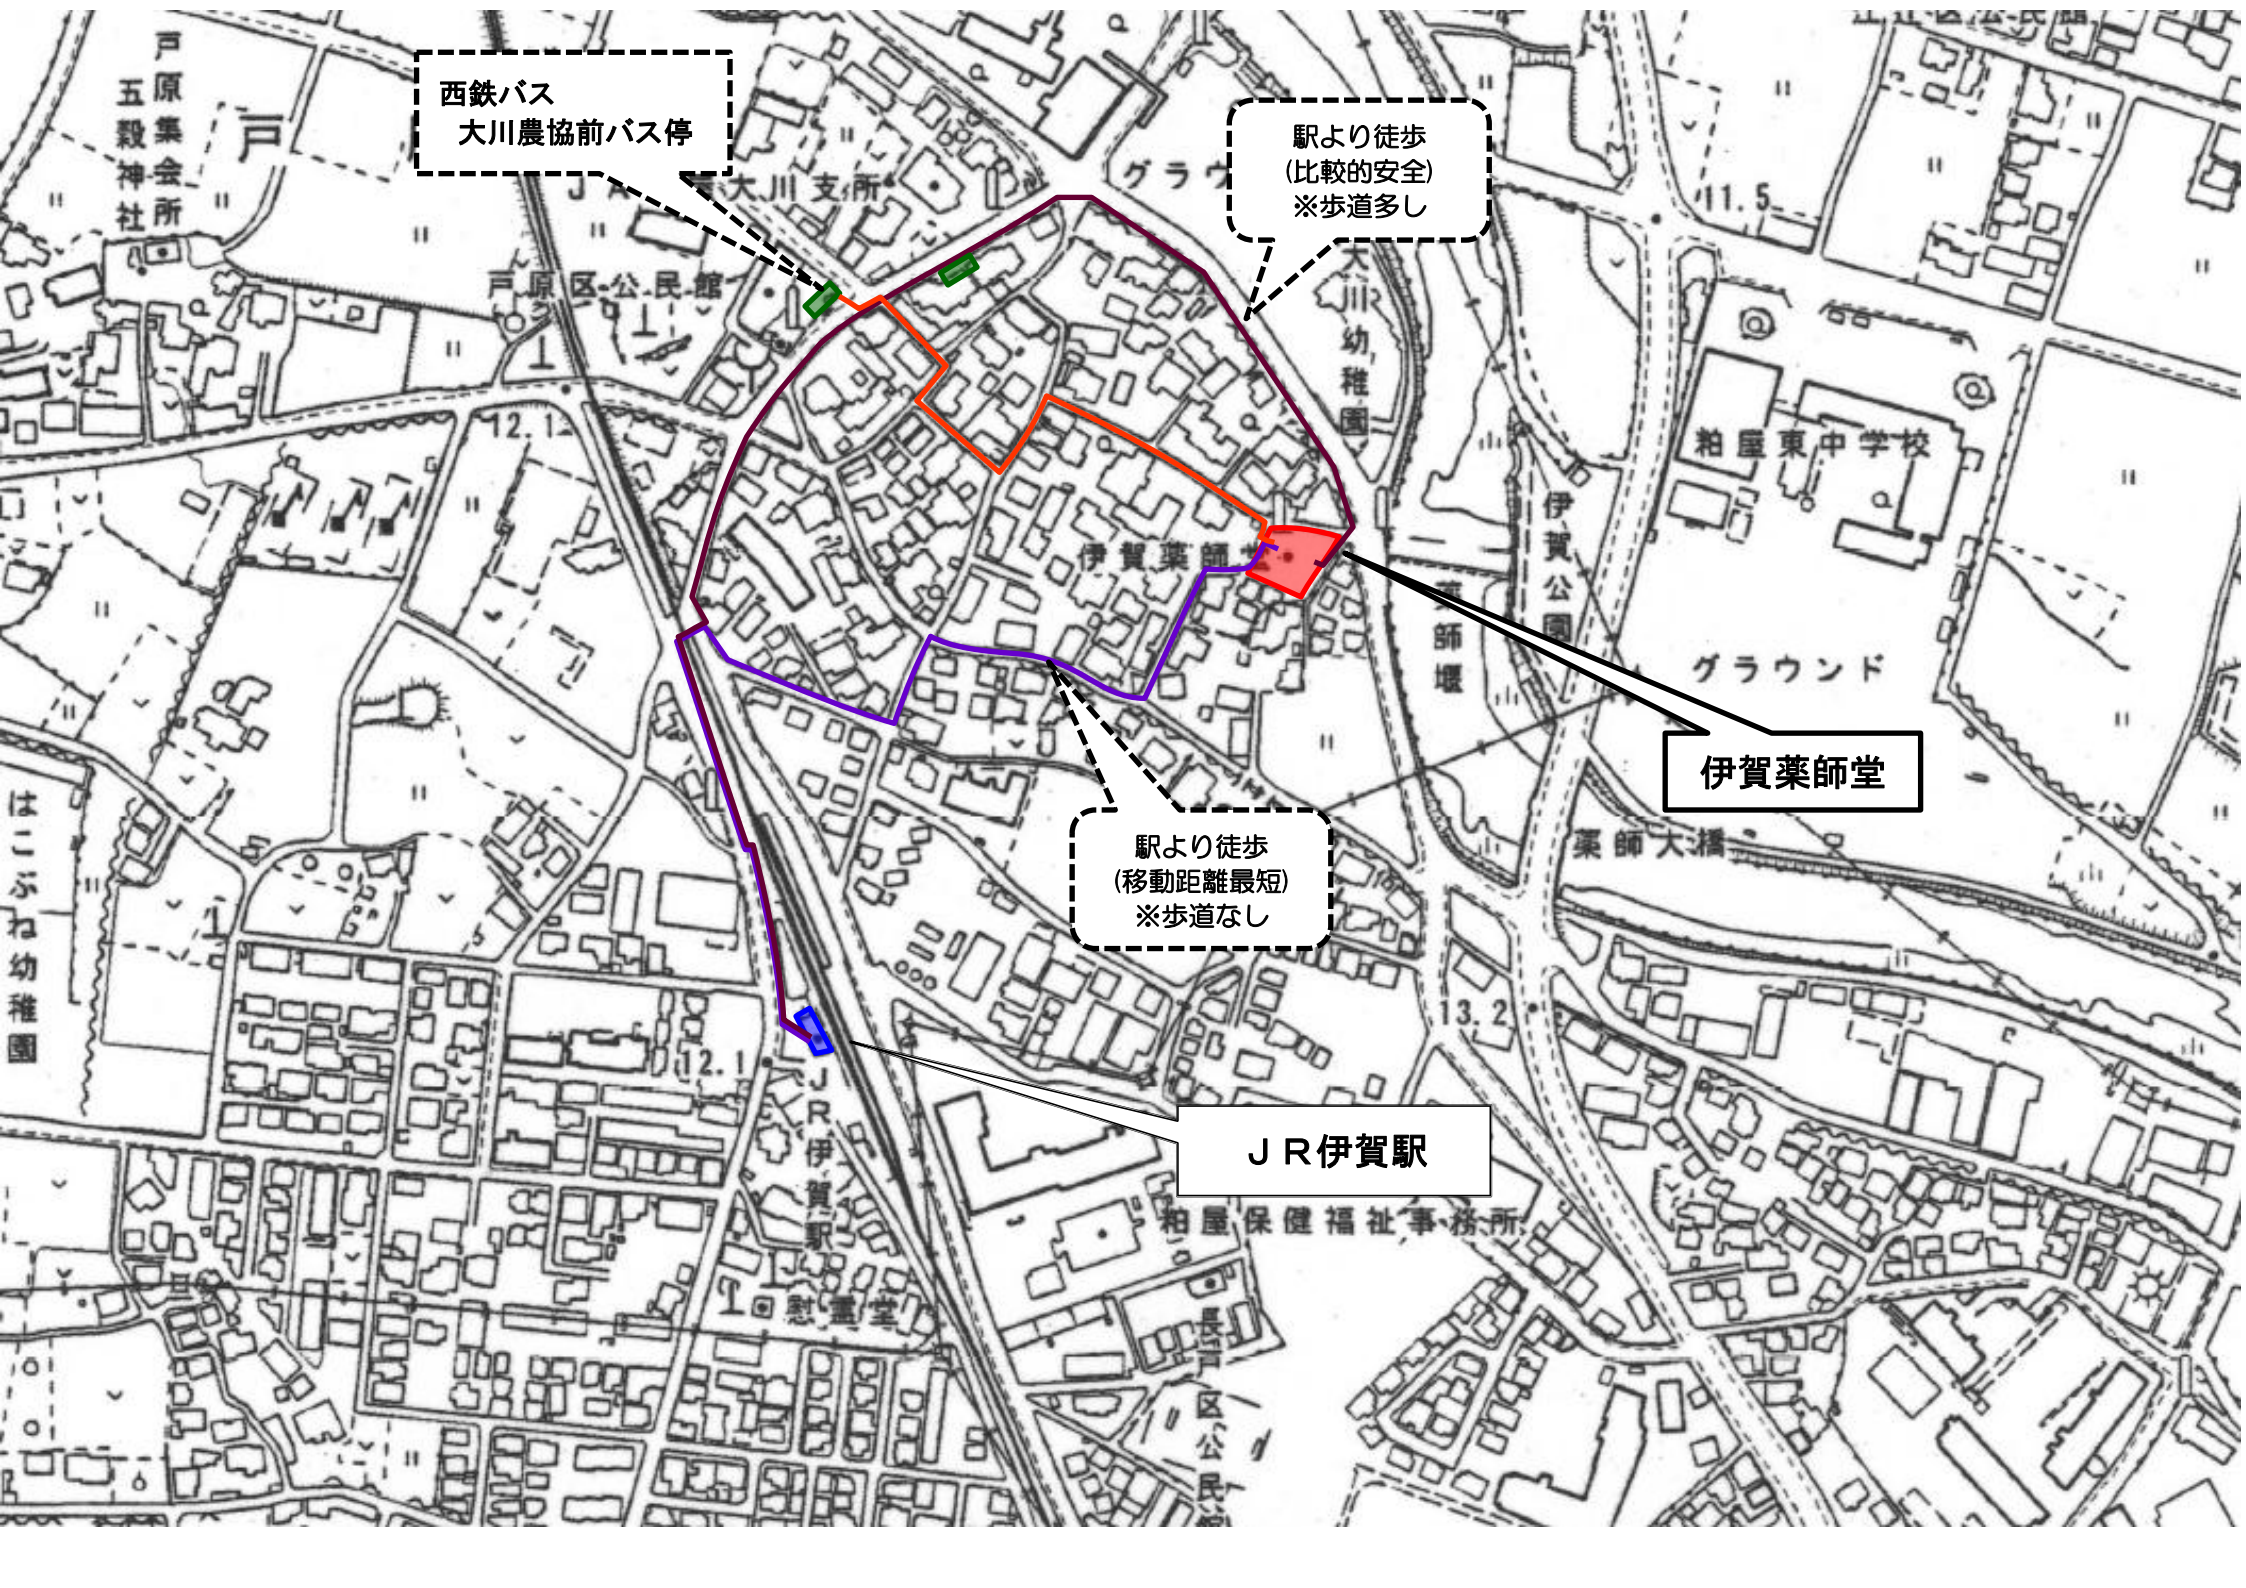 西鉄バス
大川農協前バス停
駅より徒歩
(比較的安全)
※歩道多し
戸原集会所
五穀神社
戸
大川支所
グラウ
戸原区公民館
大川幼稚園
11.5
12.1
粕屋東中学校
伊賀薬師堂
伊賀公園
薬師堰
グラウンド
伊賀薬師堂
駅より徒歩
(移動距離最短)
※歩道なし
薬師大橋
はこぶね幼稚園
13.2
12.1
JR伊賀駅
ＪＲ伊賀駅
粕屋保健福祉事務所
慰霊堂
長戸区公民館